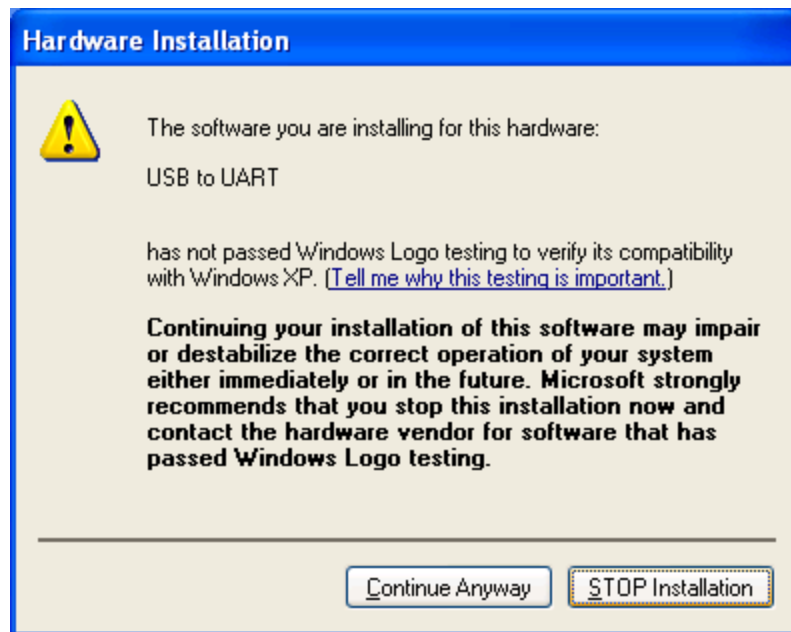 Hardware Installation
The software you are installing for this hardware:
USB to UART
has not passed Windows Logo testing to verify its compatibility
with Windows XP. (Tell me why this testing is important.)
Continuing your installation of this software may impair
or destabilize the correct operation of your system
either immediately or in the future. Microsoft strongly
recommends that you stop this installation now and
contact the hardware vendor for software that has
passed Windows Logo testing.
Continue Anyway
STOP Installation